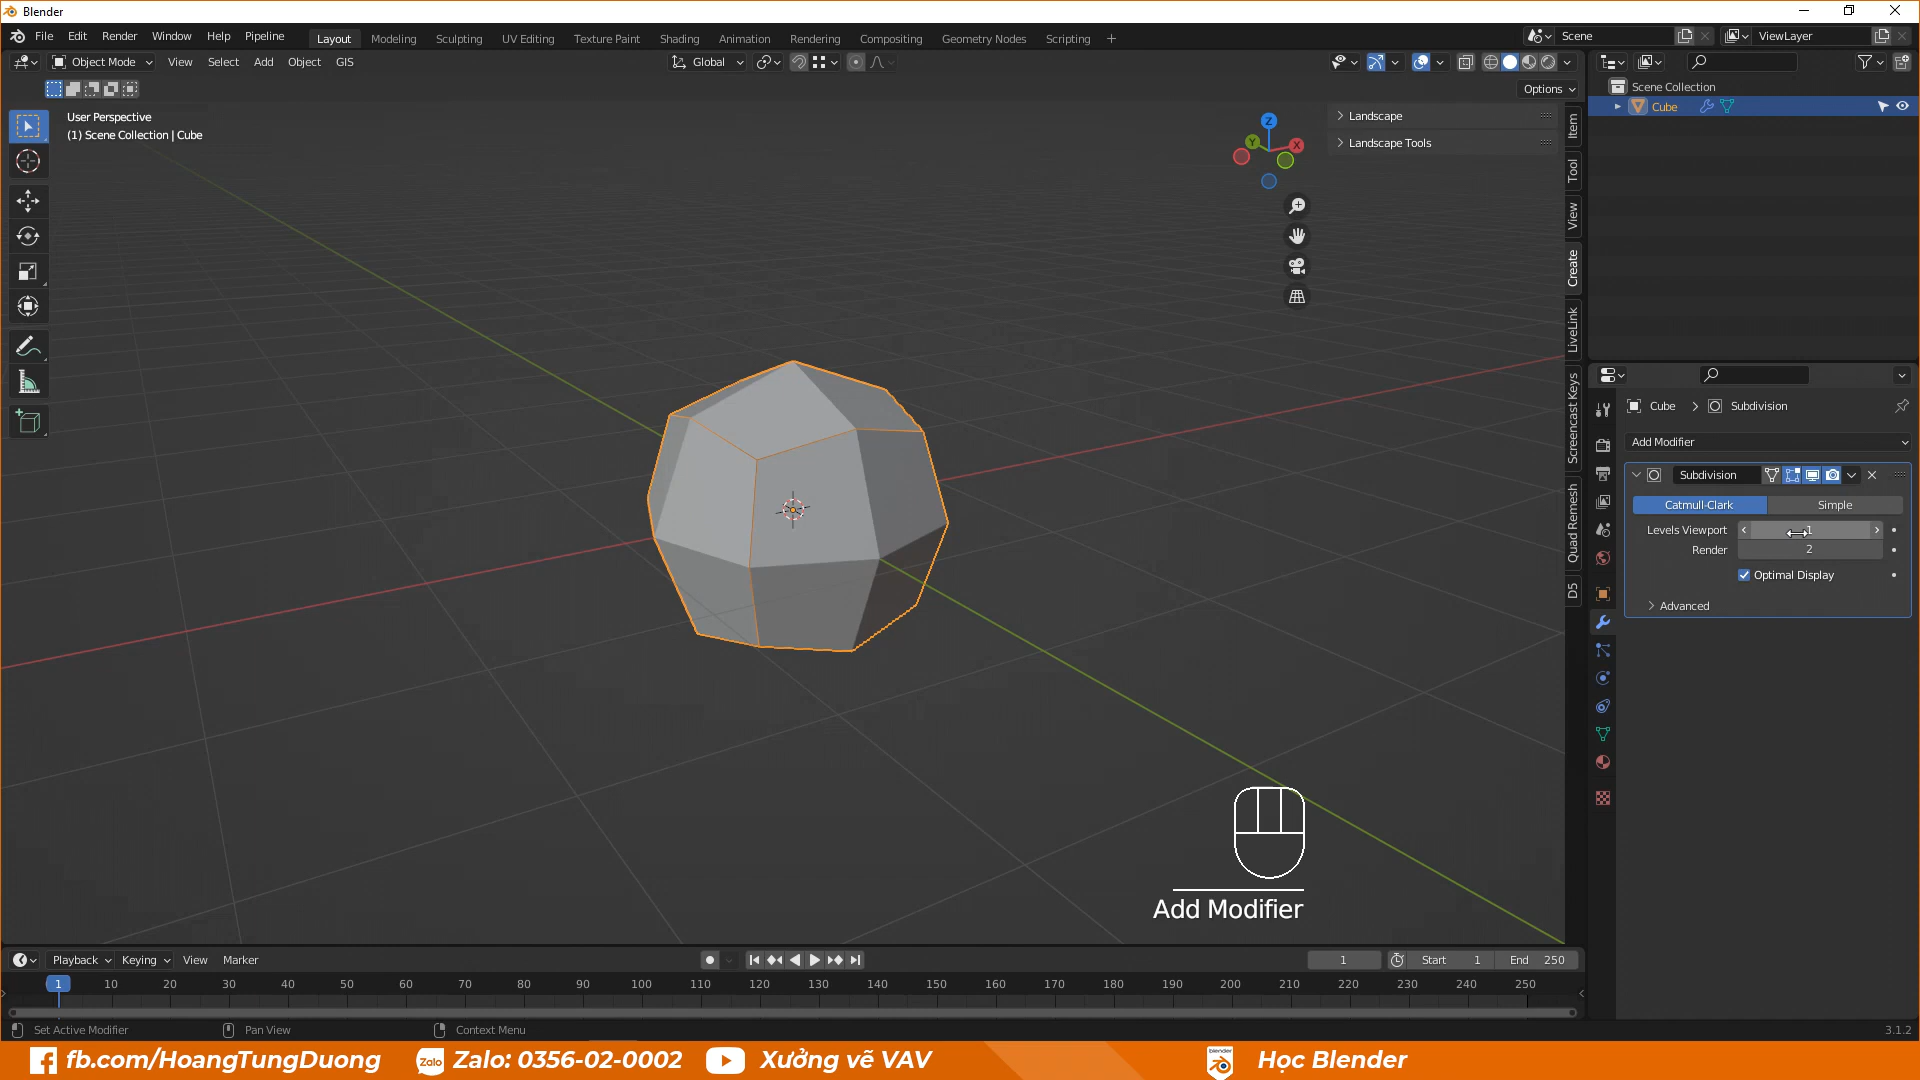 Blender
File Edit Render Window Help Pipeline Layout Modeling Sculpting UV Editing Texture Paint Shading Animation Rendering Compositing Geometry Nodes Scripting + Scene ViewLayer
Object Mode View Select Add Object GIS Global
Options
User Perspective
(1) Scene Collection | Cube
Landscape
Landscape Tools
Z
Y
X
Item
Tool
View
Create
LiveLink
Screencast Keys
Quad Remesh
D5
Scene Collection
Cube
Cube > Subdivision
Add Modifier
Subdivision
Catmull-Clark Simple
Levels Viewport 1
Render 2
Optimal Display
Advanced
Add Modifier
Playback Keying View Marker 1 Start 1 End 250
1 10 20 30 40 50 60 70 80 90 100 110 120 130 140 150 160 170 180 190 200 210 220 230 240 250
Set Active Modifier Pan View Context Menu 3.1.2
fb.com/HoangTungDuong Zalo Zalo: 0356-02-0002 Xưởng vẽ VAV blender Học Blender